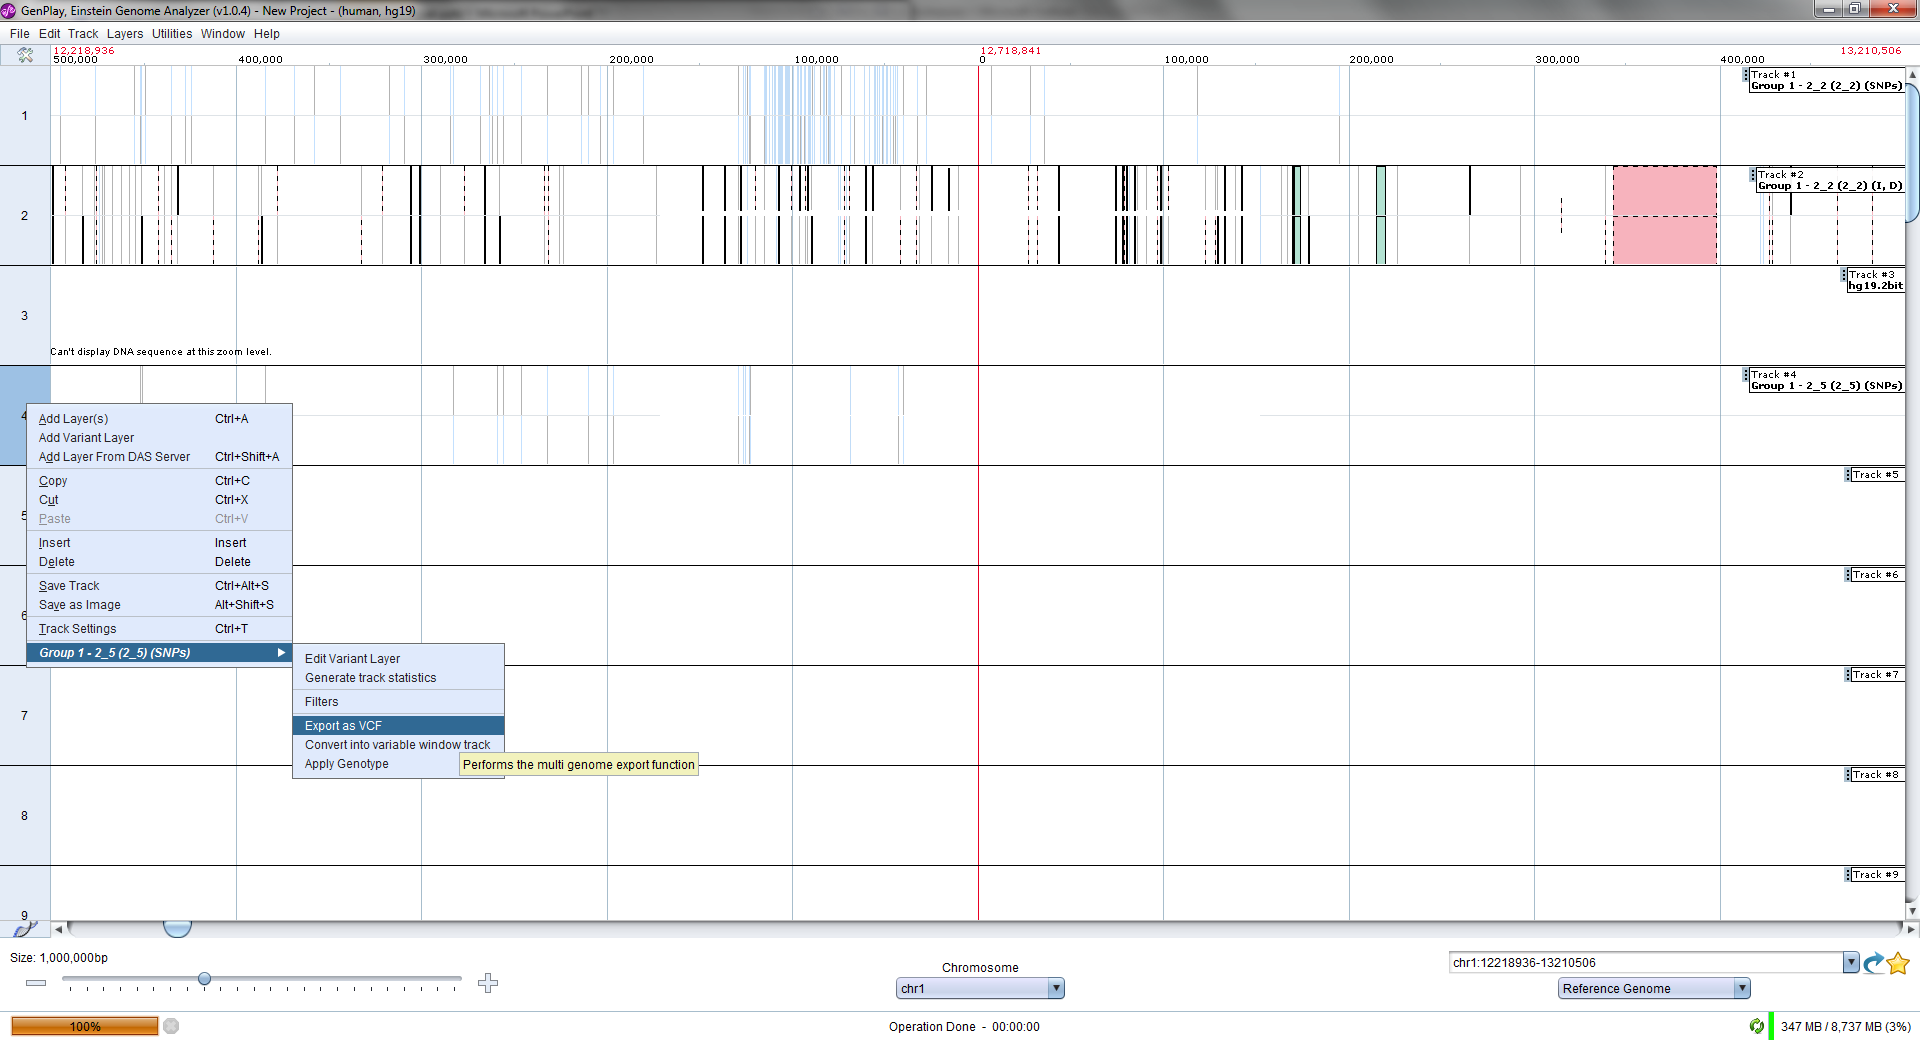 GenPlay, Einstein Genome Analyzer (v1.0.4) - New Project - (human, hg19)
File Edit Track Layers Utilities Window Help
12,218,936 12,718,841 13,210,506
500,000 400,000 300,000 200,000 100,000 0 100,000 200,000 300,000 400,000
1
Track #1
Group 1 - 2_2 (2_2) (SNPs)
2
Track #2
Group 1 - 2_2 (2_2) (I, D)
3
Track #3
hg19.2bit
Can't display DNA sequence at this zoom level.
4
Track #4
Group 1 - 2_5 (2_5) (SNPs)
Add Layer(s) Ctrl+A
Add Variant Layer
Add Layer From DAS Server Ctrl+Shift+A
Copy Ctrl+C
Cut Ctrl+X
Paste Ctrl+V
Insert Insert
Delete Delete
Save Track Ctrl+Alt+S
Save as Image Alt+Shift+S
Track Settings Ctrl+T
Group 1 - 2_5 (2_5) (SNPs)
Edit Variant Layer
Generate track statistics
Filters
Export as VCF
Convert into variable window track
Apply Genotype
Performs the multi genome export function
5
Track #5
6
Track #6
7
Track #7
8
Track #8
9
Track #9
Size: 1,000,000bp
Chromosome
chr1
chr1:12218936-13210506
Reference Genome
100%
Operation Done - 00:00:00
347 MB / 8,737 MB (3%)